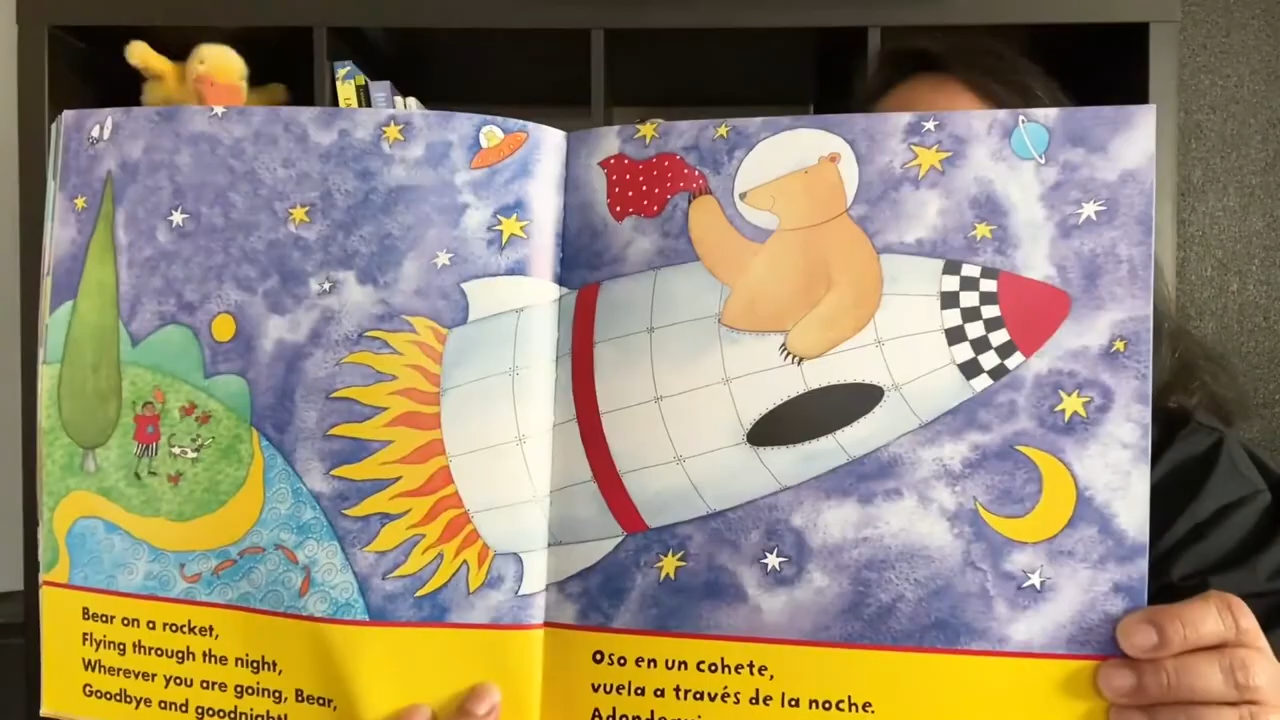 Bear on a rocket,
Flying through the night,
Wherever you are going, Bear,
Goodbye and goodnight!
Oso en un cohete,
vuela a través de la noche.